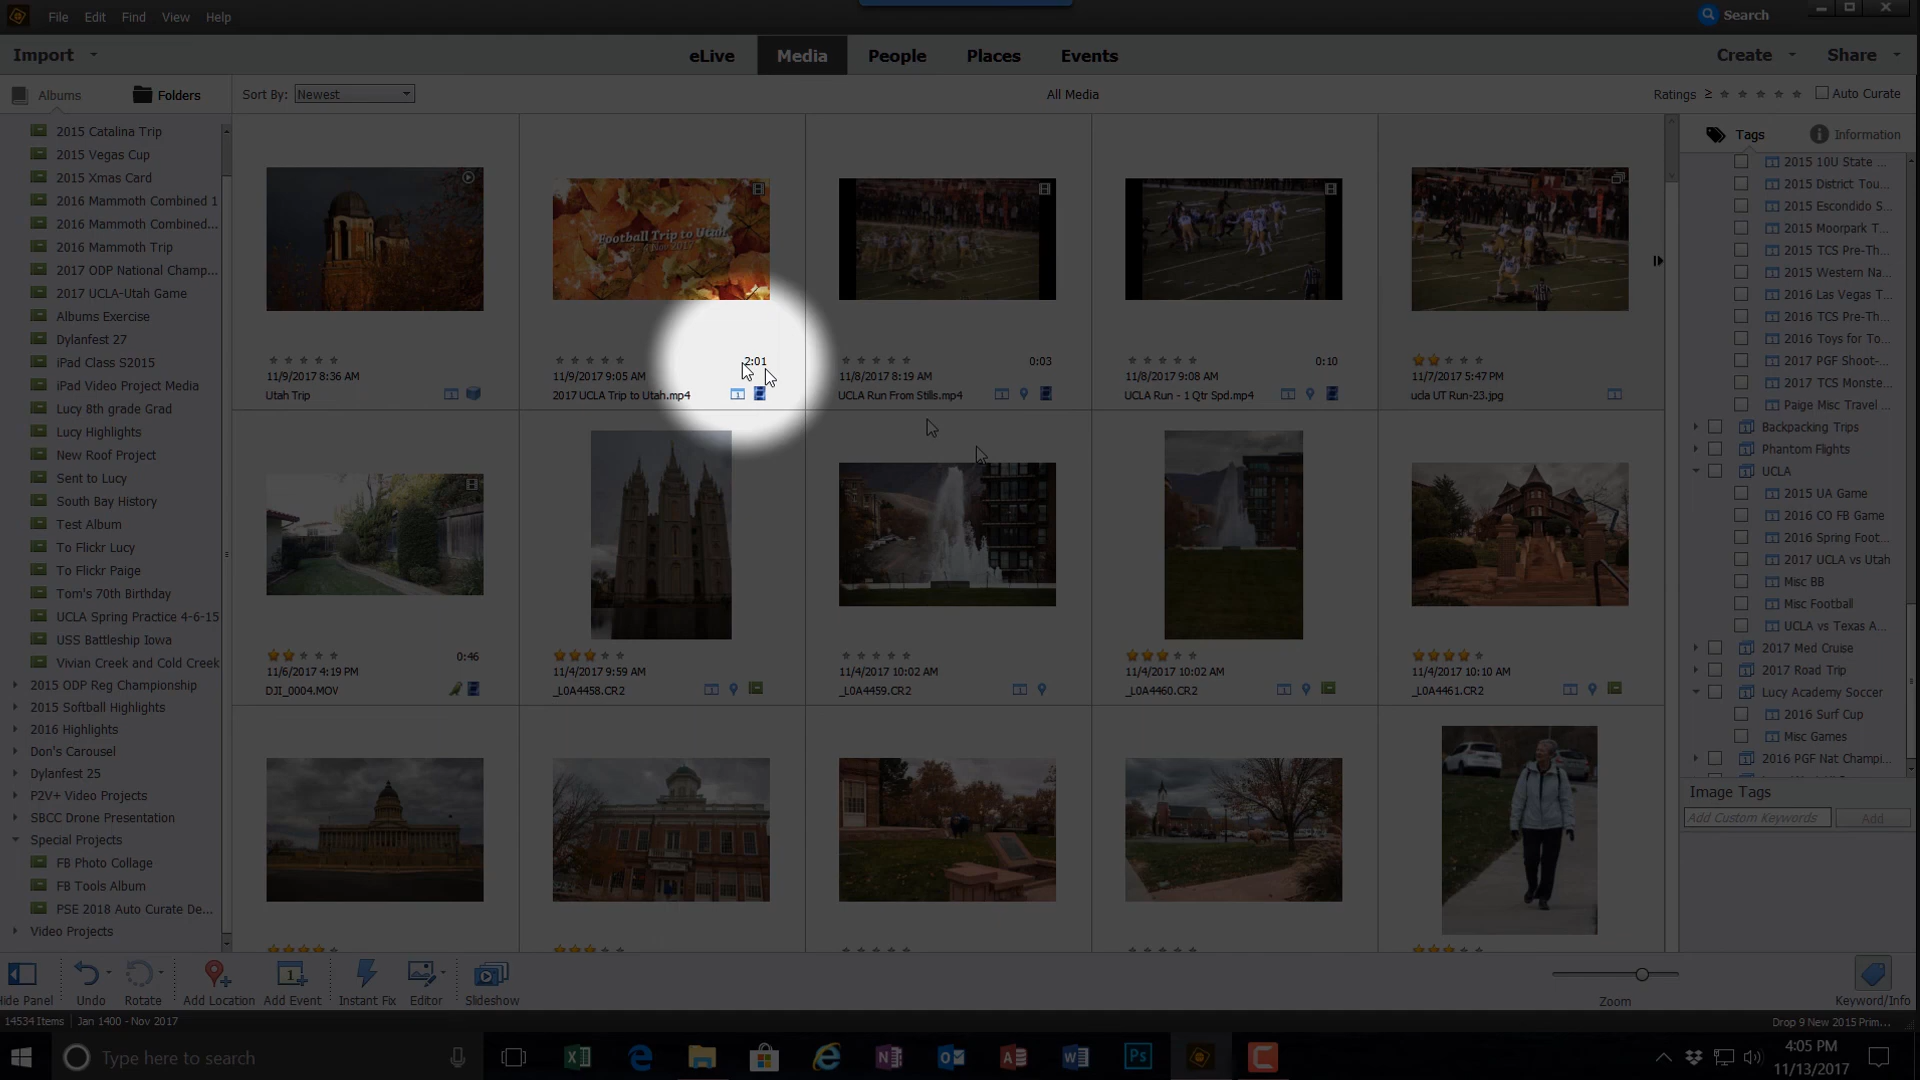 File Edit Find View Help
Search
Import
eLive Media People Places Events
Create Share
Albums Folders
Sort By: Newest
All Media
Ratings ≥
Auto Curate
2015 Catalina Trip
2015 Vegas Cup
2015 Xmas Card
2016 Mammoth Combined 1
2016 Mammoth Combined...
2016 Mammoth Trip
2017 ODP National Champ...
2017 UCLA-Utah Game
Albums Exercise
Dylanfest 27
iPad Class S2015
iPad Video Project Media
Lucy 8th grade Grad
Lucy Highlights
New Roof Project
Sent to Lucy
South Bay History
Test Album
To Flickr Lucy
To Flickr Paige
Tom's 70th Birthday
UCLA Spring Practice 4-6-15
USS Battleship Iowa
Vivian Creek and Cold Creek
2015 ODP Reg Championship
2015 Softball Highlights
2016 Highlights
Don's Carousel
Dylanfest 25
P2V+ Video Projects
SBCC Drone Presentation
Special Projects
FB Photo Collage
FB Tools Album
PSE 2018 Auto Curate De...
Video Projects
11/9/2017 8:36 AM
Utah Trip
Football Trip to Utah
4 Nov 2017
2:01
11/9/2017 9:05 AM
2017 UCLA Trip to Utah.mp4
0:03
11/8/2017 8:19 AM
UCLA Run From Stills.mp4
0:10
11/8/2017 9:08 AM
UCLA Run - 1 Qtr Spd.mp4
11/7/2017 5:47 PM
ucla UT Run-23.jpg
0:46
11/6/2017 4:19 PM
DJI_0004.MOV
11/4/2017 9:59 AM
_L0A4458.CR2
11/4/2017 10:02 AM
_L0A4459.CR2
11/4/2017 10:02 AM
_L0A4460.CR2
11/4/2017 10:10 AM
_L0A4461.CR2
Tags Information
2015 10U State ...
2015 District Tou...
2015 Escondido S...
2015 Moorpark T...
2015 TCS Pre-Th...
2015 Western Na...
2016 Las Vegas T...
2016 TCS Pre-Th...
2016 Toys for To...
2017 PGF Shoot-...
2017 TCS Monste...
Paige Misc Travel ...
Backpacking Trips
Phantom Flights
UCLA
2015 UA Game
2016 CO FB Game
2016 Spring Foot...
2017 UCLA vs Utah
Misc BB
Misc Football
UCLA vs Texas A...
2017 Med Cruise
2017 Road Trip
Lucy Academy Soccer
2016 Surf Cup
Misc Games
2016 PGF Nat Champi...
Image Tags
Add Custom Keywords Add
Hide Panel Undo Rotate Add Location Add Event Instant Fix Editor Slideshow
Zoom
Keyword/Info
14534 Items Jan 1400 - Nov 2017
Drop 9 New 2015 Prim...
Type here to search
4:05 PM
11/13/2017